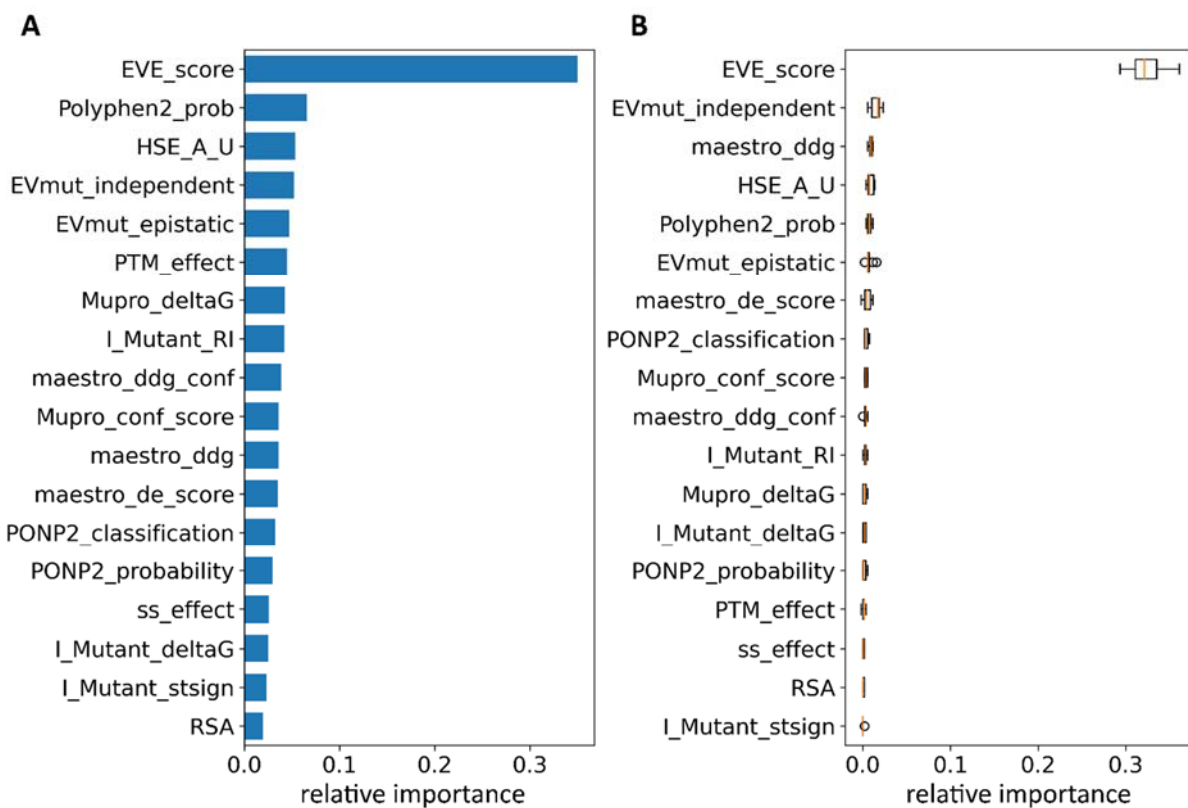 A
EVE_score
Polyphen2_prob
HSE_A_U
EVmut_independent
EVmut_epistatic
PTM_effect
Mupro_deltaG
I_Mutant_RI
maestro_ddg_conf
Mupro_conf_score
maestro_ddg
maestro_de_score
PONP2_classification
PONP2_probability
ss_effect
I_Mutant_deltaG
I_Mutant_stsign
RSA
0.0 0.1 0.2 0.3
relative importance
B
EVE_score
EVmut_independent
maestro_ddg
HSE_A_U
Polyphen2_prob
EVmut_epistatic
maestro_de_score
PONP2_classification
Mupro_conf_score
maestro_ddg_conf
I_Mutant_RI
Mupro_deltaG
I_Mutant_deltaG
PONP2_probability
PTM_effect
ss_effect
RSA
I_Mutant_stsign
0.0 0.1 0.2 0.3
relative importance